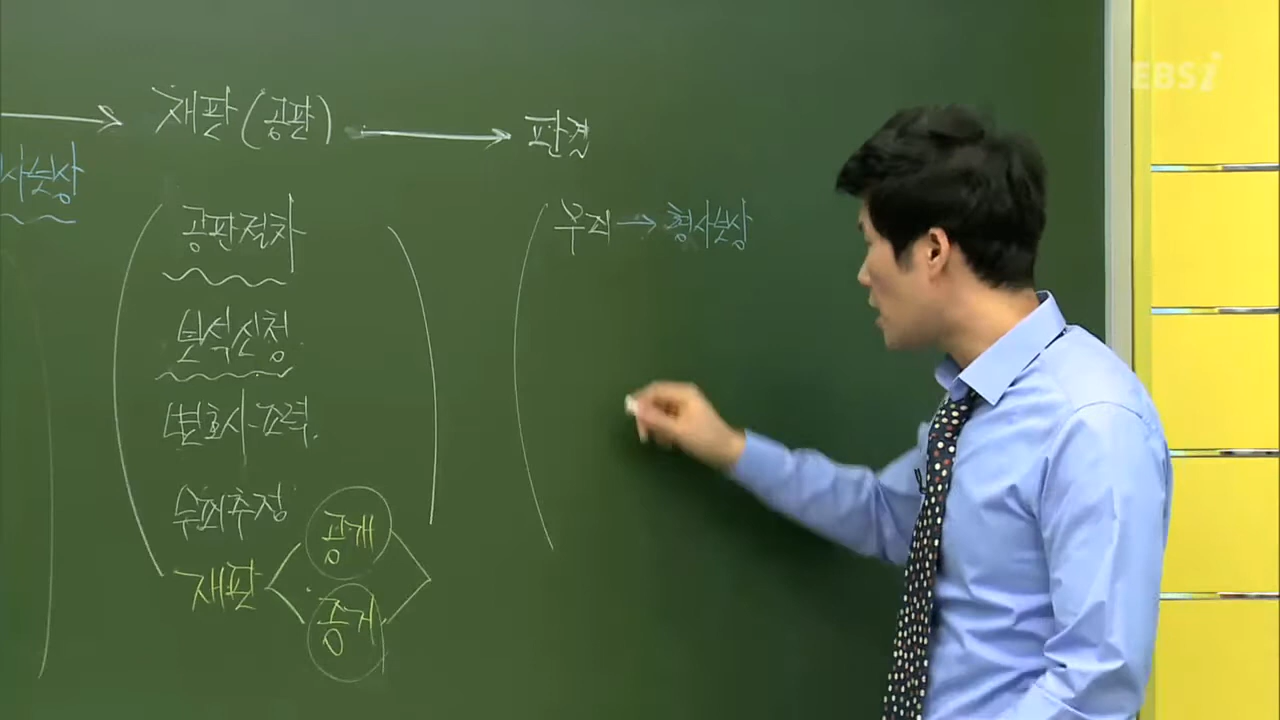 EBSi
→ 재판(공판) → 판결
사보상
공판절차
무죄 → 형사보상
보석신청
변호사-조력.
수죄추정
공개
재판
증거